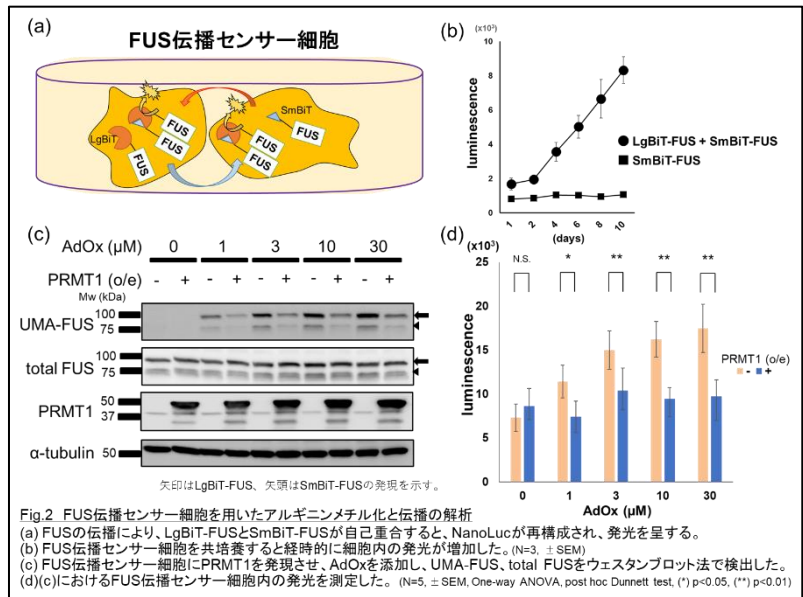 (a)
FUS伝播センサー細胞
LgBiT
FUS
FUS
FUS
SmBiT
FUS
FUS
FUS
(b)
(x10³)
10
8
6
4
2
0
luminescence
1 2 4 6 8 10
(days)
LgBiT-FUS + SmBiT-FUS
SmBiT-FUS
(c)
AdOx (μM) 0 1 3 10 30
PRMT1 (o/e) - + - + - + - + - +
Mw (kDa)
UMA-FUS 100 75
total FUS 100 75
PRMT1 50 37
α-tubulin 50
矢印はLgBiT-FUS、矢頭はSmBiT-FUSの発現を示す。
(d)
(x10³)
N.S. * ** ** **
25
20
15
10
5
0
luminescence
PRMT1 (o/e)
- +
0 1 3 10 30
AdOx (μM)
Fig.2 FUS伝播センサー細胞を用いたアルギニンメチル化と伝播の解析
(a) FUSの伝播により、LgBiT-FUSとSmBiT-FUSが自己重合すると、NanoLucが再構成され、発光を呈する。
(b) FUS伝播センサー細胞を共培養すると経時的に細胞内の発光が増加した。(N=3, ±SEM)
(c) FUS伝播センサー細胞にPRMT1を発現させ、AdOxを添加し、UMA-FUS、total FUSをウェスタンブロット法で検出した。
(d)(c)におけるFUS伝播センサー細胞内の発光を測定した。 (N=5, ±SEM, One-way ANOVA, post hoc Dunnett test, (*) p<0.05, (**) p<0.01)